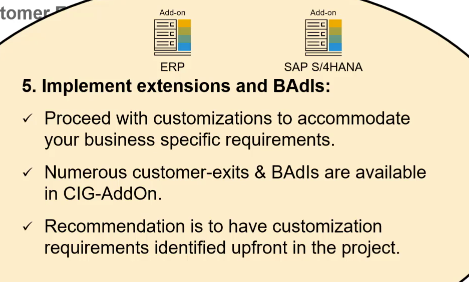 tomer
Add-on Add-on
ERP SAP S/4HANA
5. Implement extensions and BAdIs:
✓ Proceed with customizations to accommodate
your business specific requirements.
✓ Numerous customer-exits & BAdIs are available
in CIG-AddOn.
✓ Recommendation is to have customization
requirements identified upfront in the project.